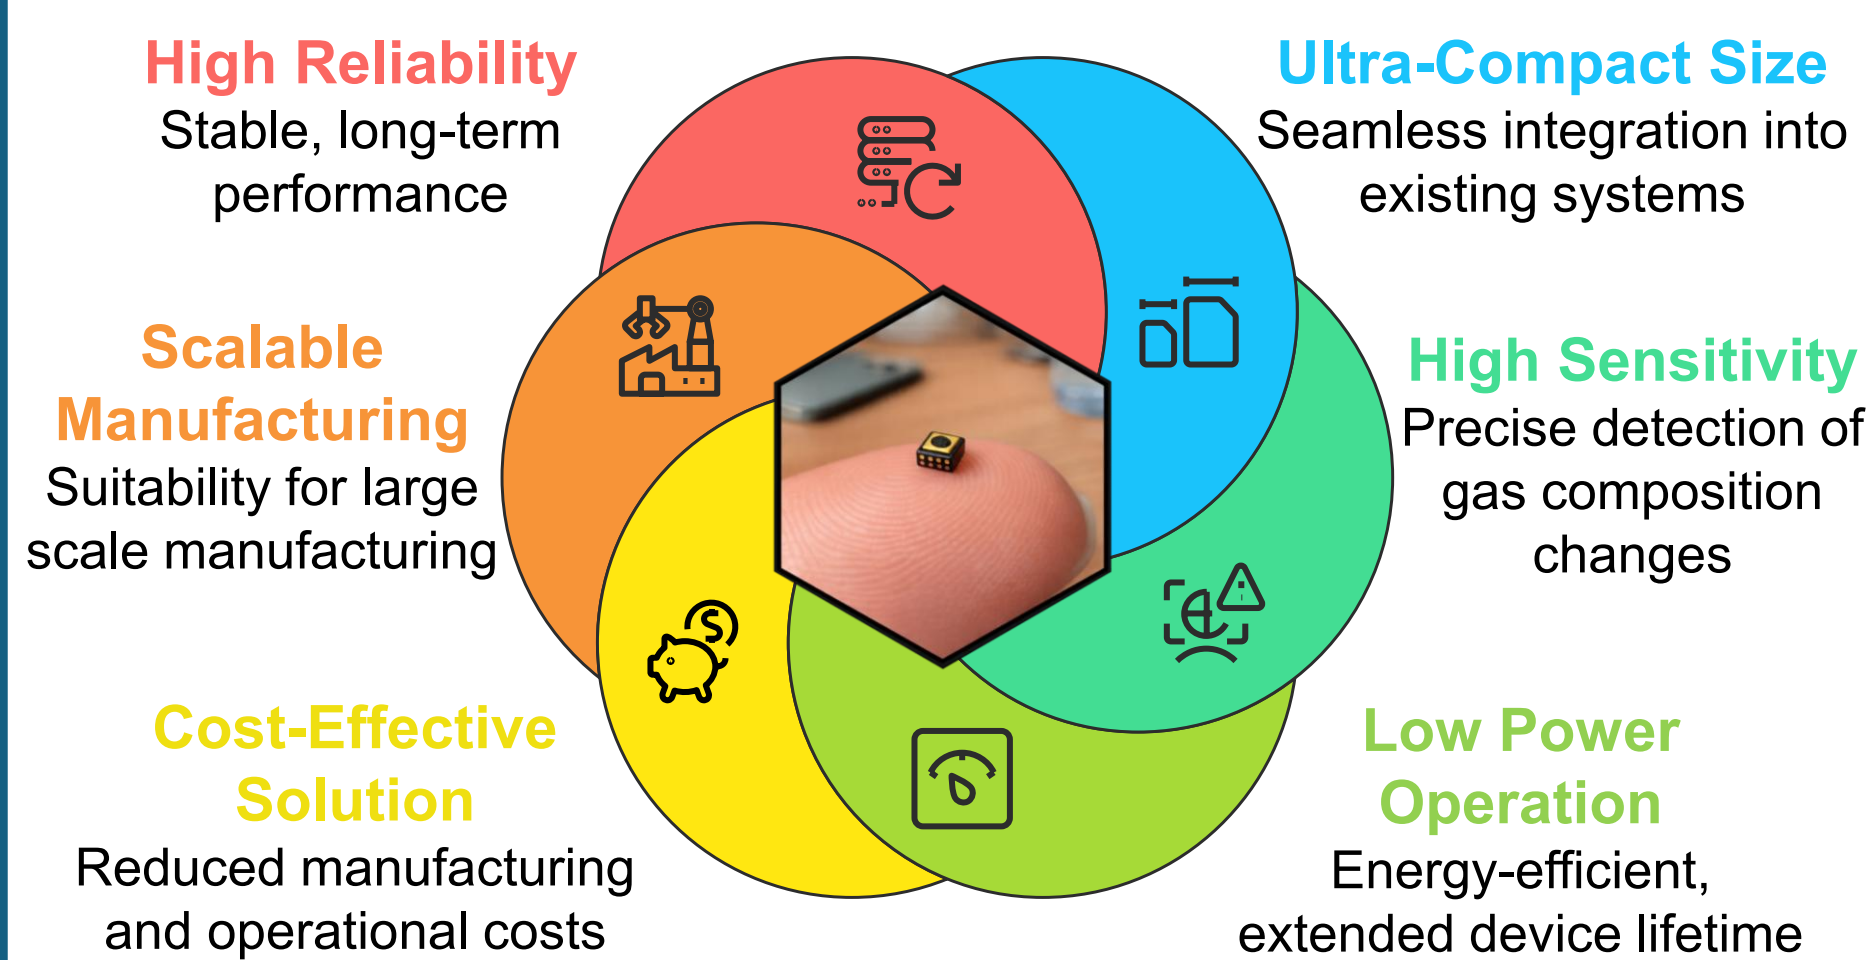 High Reliability
Stable, long-term
performance
Ultra-Compact Size
Seamless integration into
existing systems
Scalable
Manufacturing
Suitability for large
scale manufacturing
High Sensitivity
Precise detection of
gas composition
changes
Cost-Effective
Solution
Reduced manufacturing
and operational costs
Low Power
Operation
Energy-efficient,
extended device lifetime